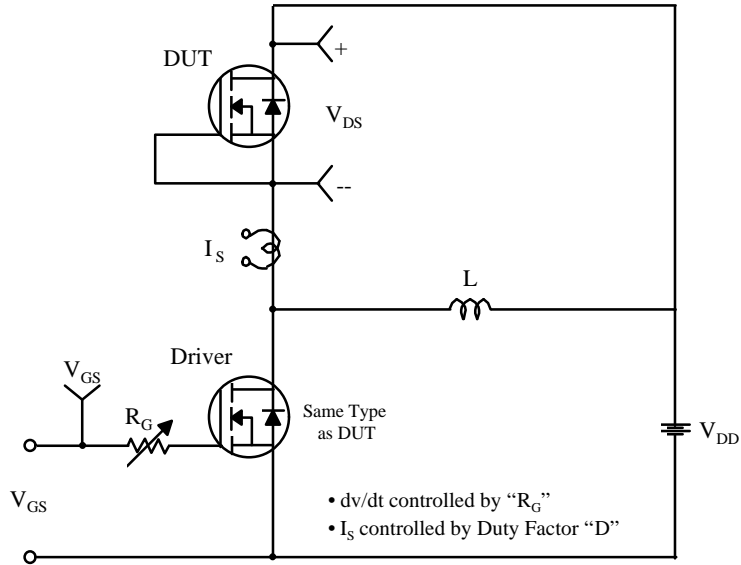 DUT
+
V_DS
--
I_S
L
Driver
V_GS
R_G
Same Type
as DUT
V_DD
V_GS
• dv/dt controlled by “R_G”
• I_S controlled by Duty Factor “D”